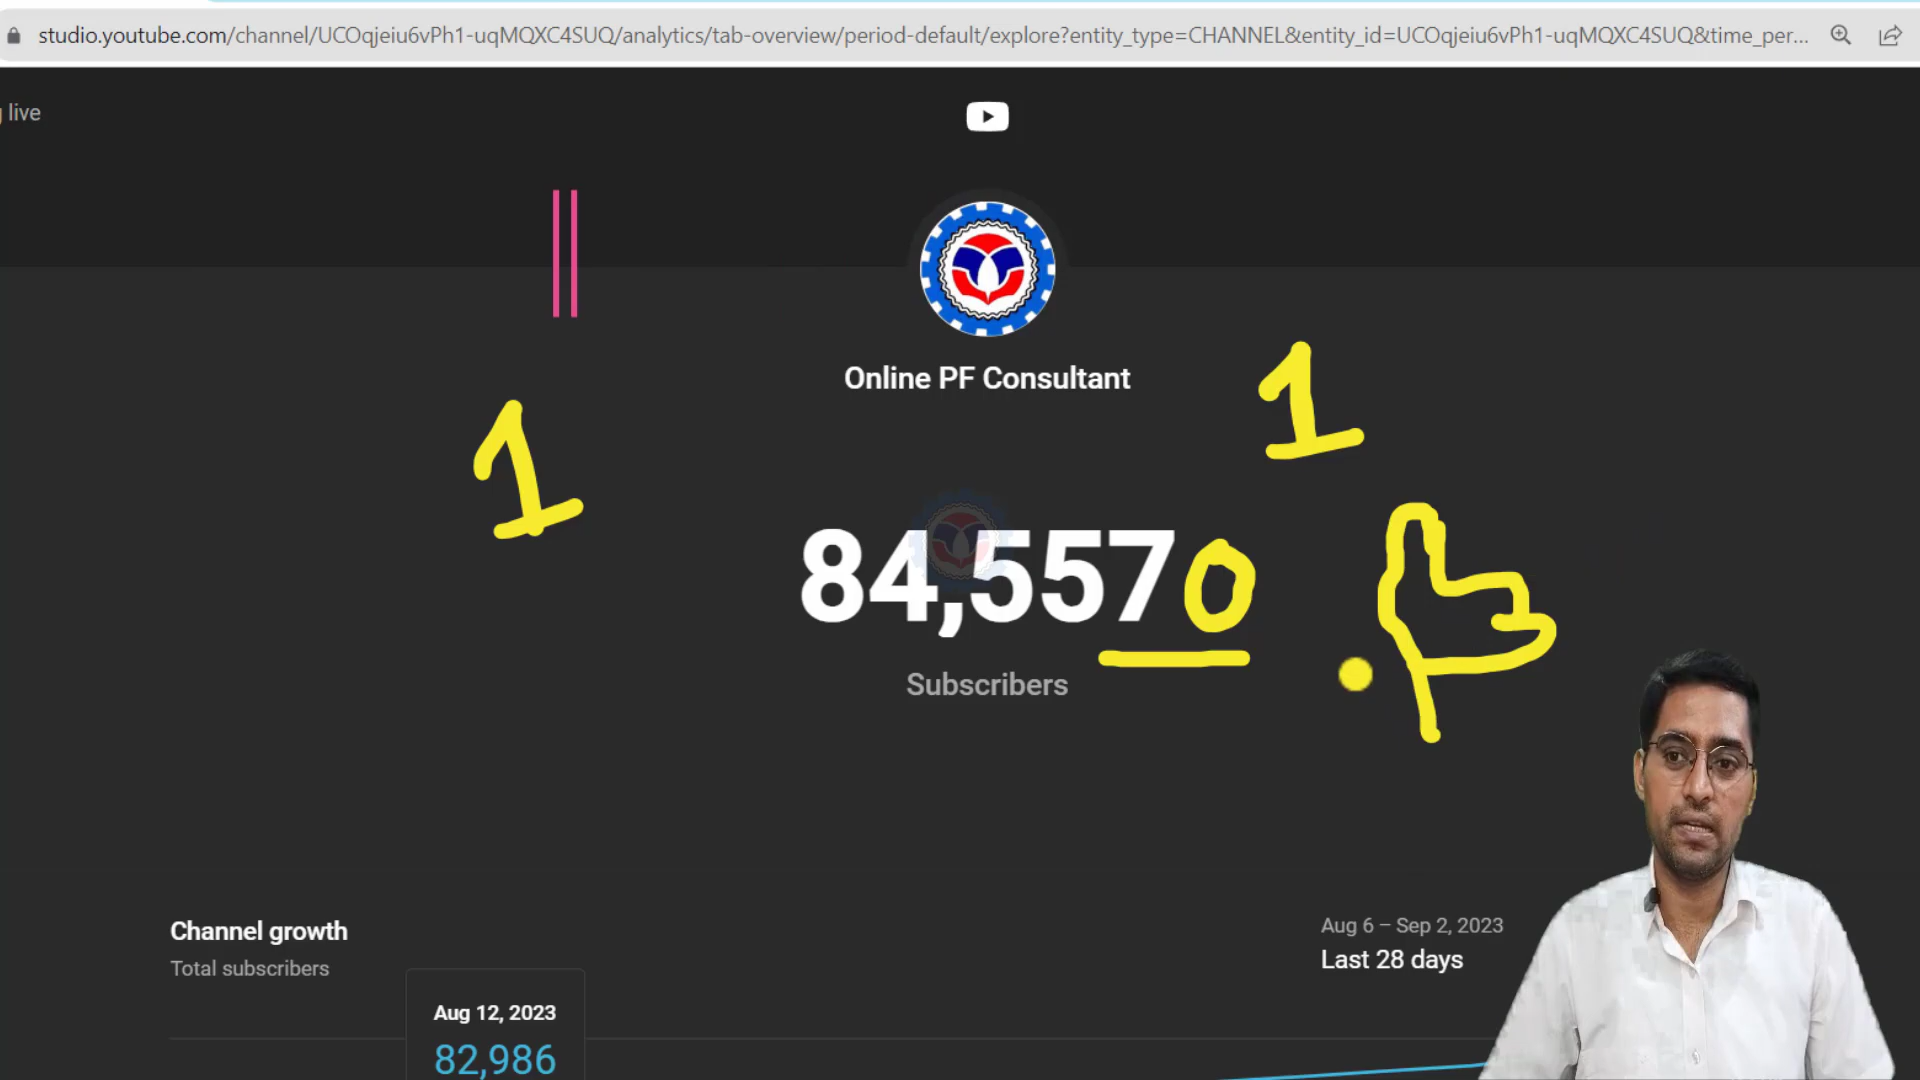 studio.youtube.com/channel/UCOqjeiu6vPh1-uqMQXC4SUQ/analytics/tab-overview/period-default/explore?entity_type=CHANNEL&entity_id=UCOqjeiu6vPh1-uqMQXC4SUQ&time_per...
live
Online PF Consultant
1
1
84,5570
Subscribers
Channel growth
Total subscribers
Aug 6 – Sep 2, 2023
Last 28 days
Aug 12, 2023
82,986